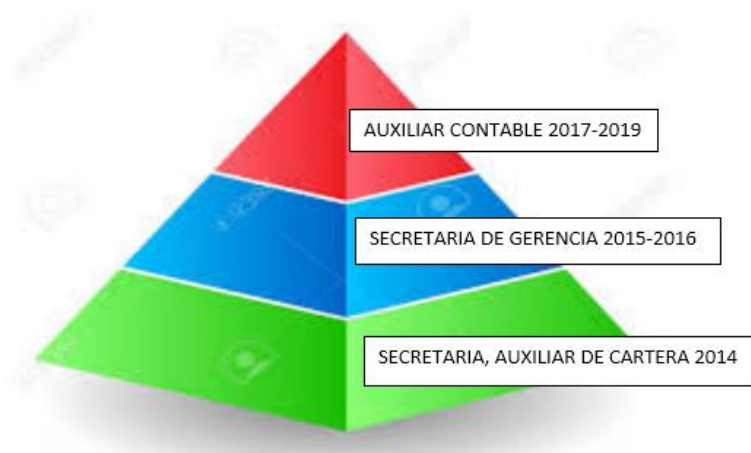 AUXILIAR CONTABLE 2017-2019
SECRETARIA DE GERENCIA 2015-2016
SECRETARIA, AUXILIAR DE CARTERA 2014